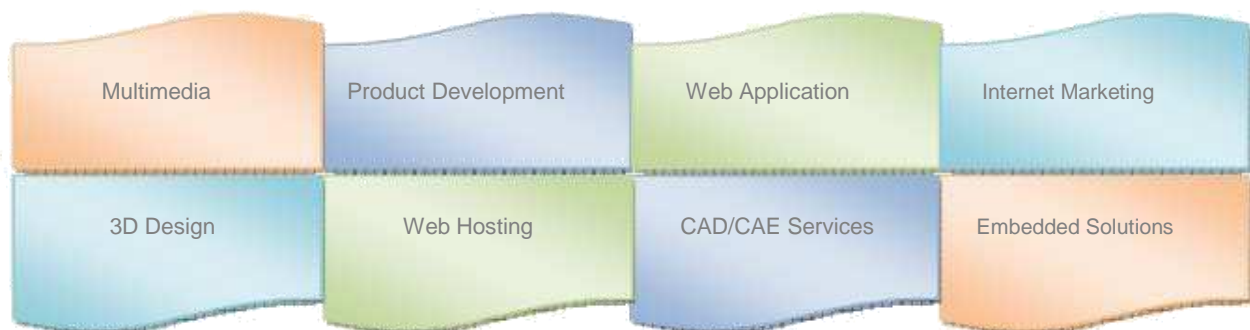 Multimedia
Product Development
Web Application
Internet Marketing
3D Design
Web Hosting
CAD/CAE Services
Embedded Solutions